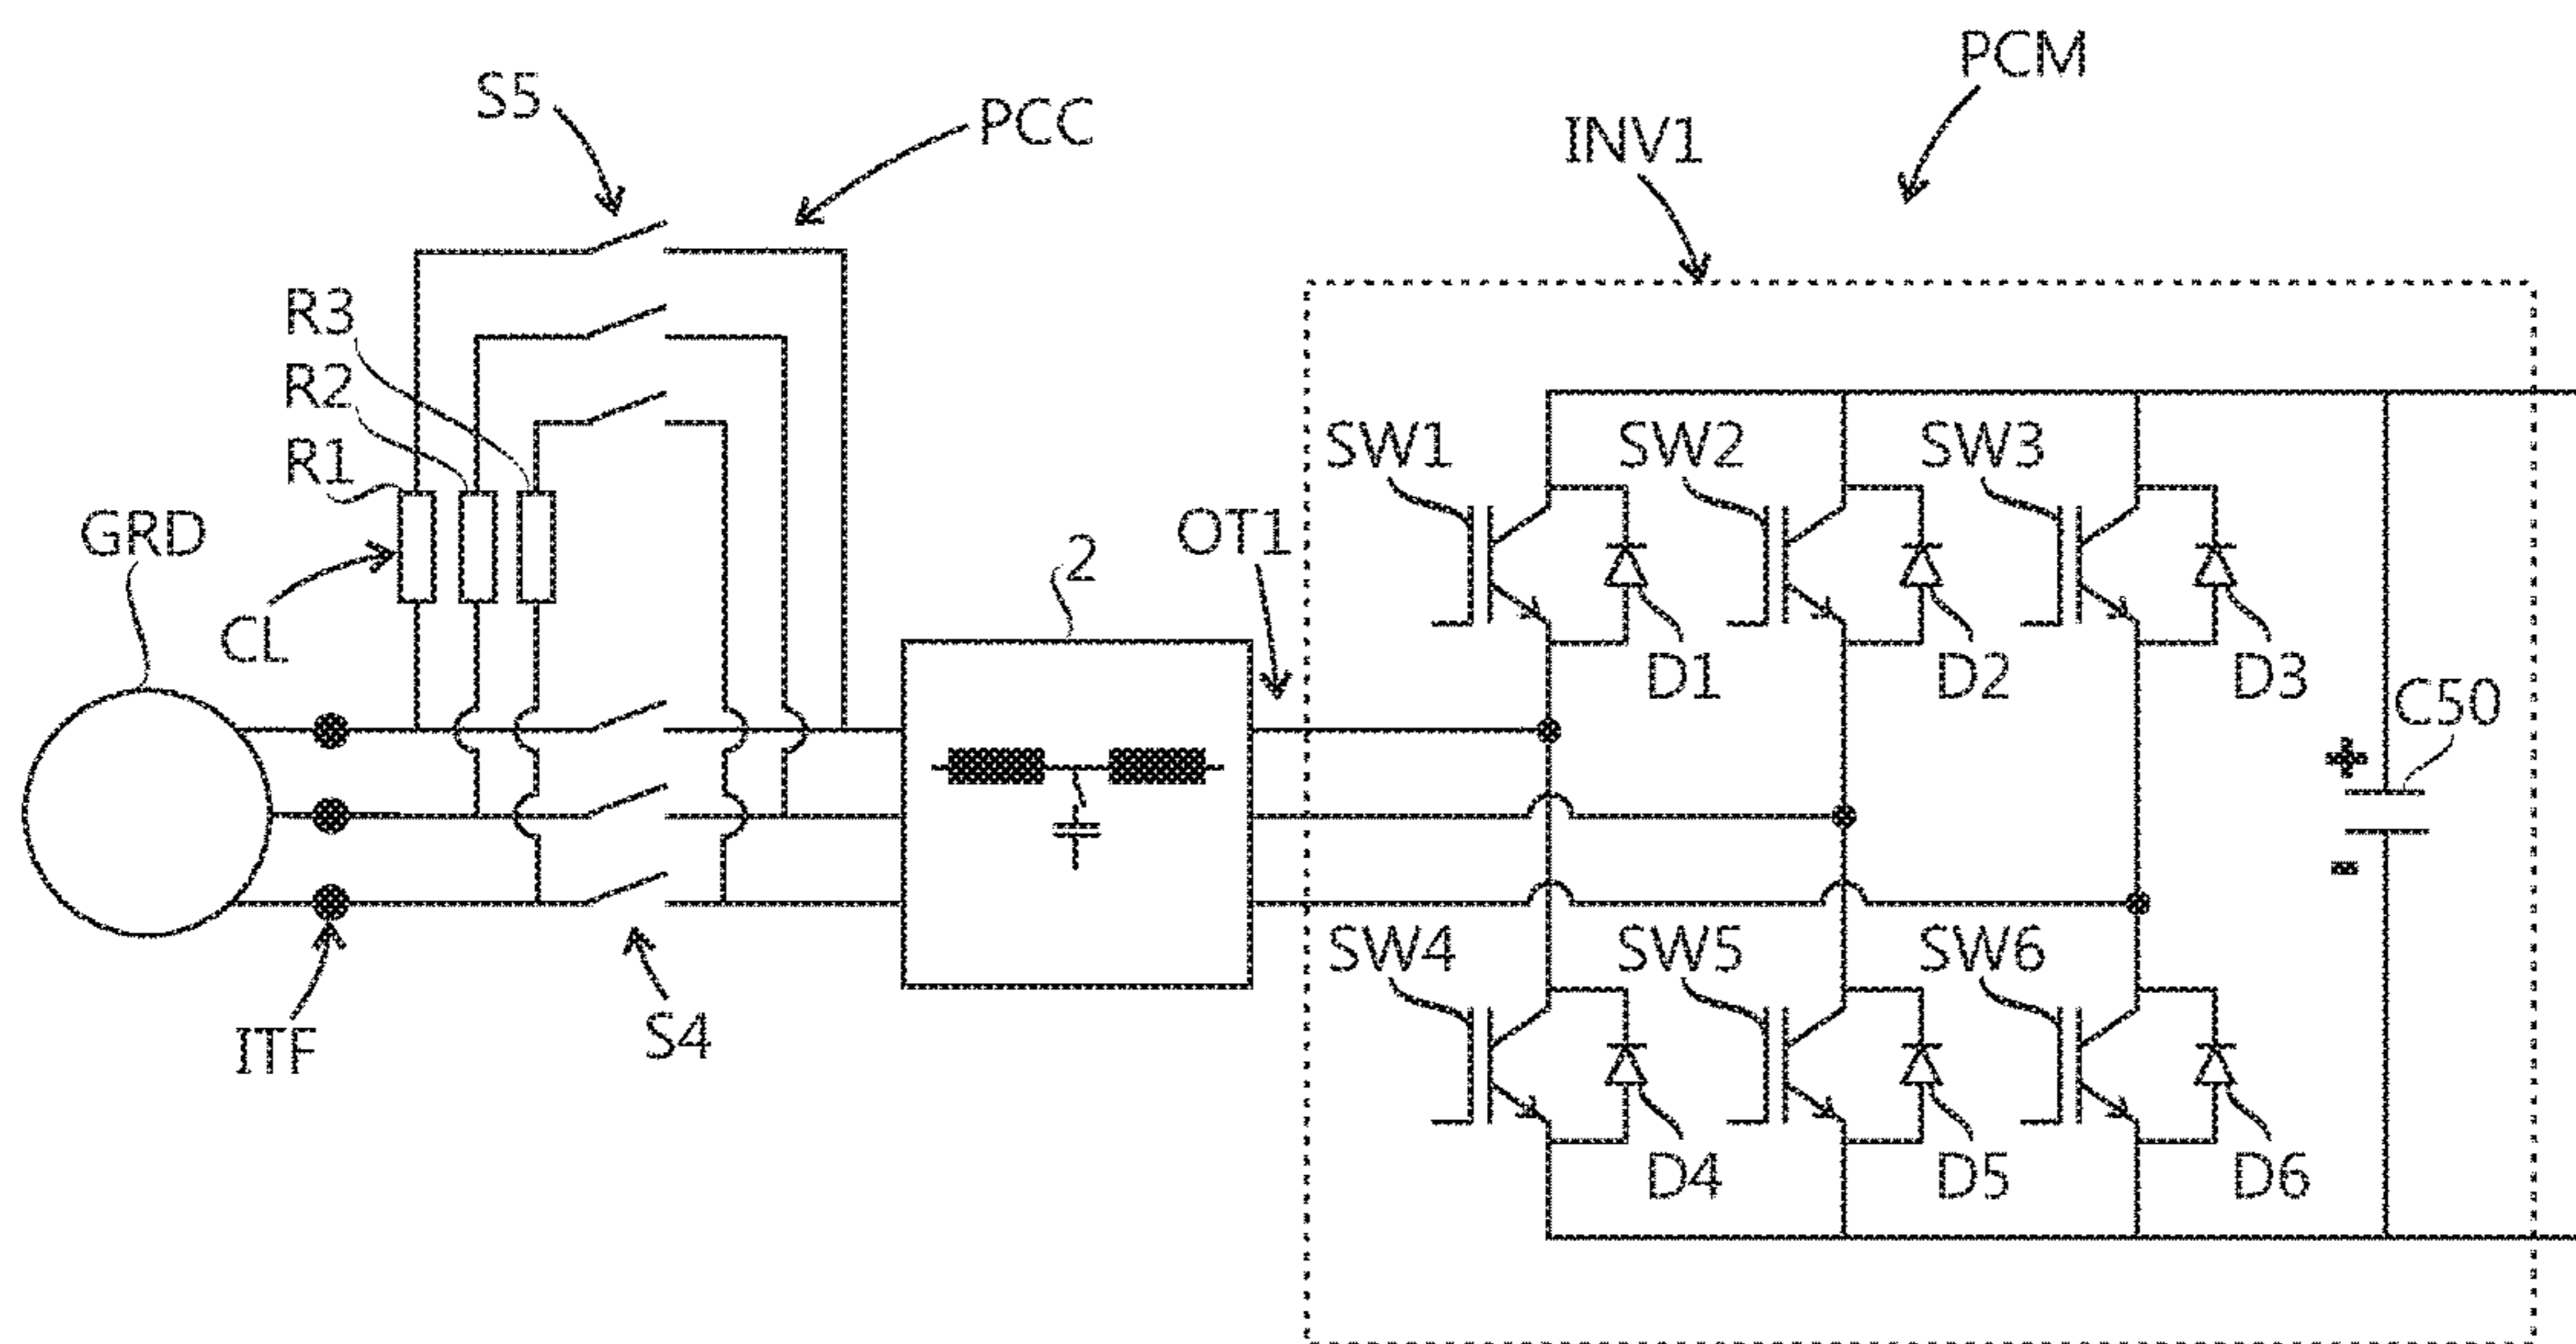 PCM
S5
PCC
INV1
R3
R2
R1
SW1
SW2
SW3
GRD
OT1
2
CL
D1
D2
D3
C50
+
-
SW4
SW5
SW6
ITF
S4
D4
D5
D6